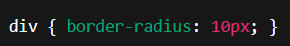 div { border-radius: 10px; }